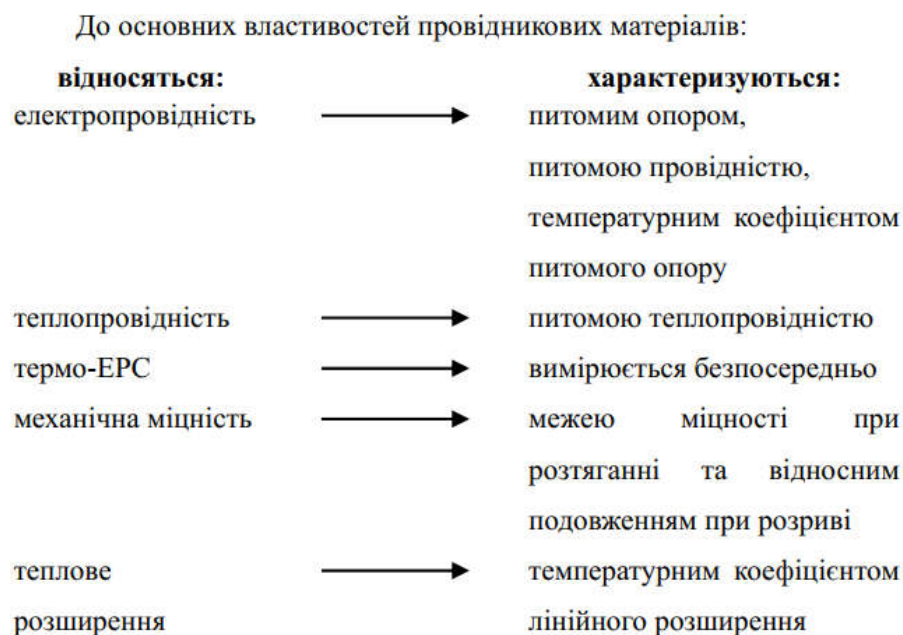 До основних властивостей провідникових матеріалів:
відносяться: характеризуються:
електропровідність питомим опором,
питомою провідністю,
температурним коефіцієнтом
питомого опору
теплопровідність питомою теплопровідністю
термо-ЕРС вимірюється безпосередньо
механічна міцність межею міцності при
розтяганні та відносним
подовженням при розриві
теплове температурним коефіцієнтом
розширення лінійного розширення